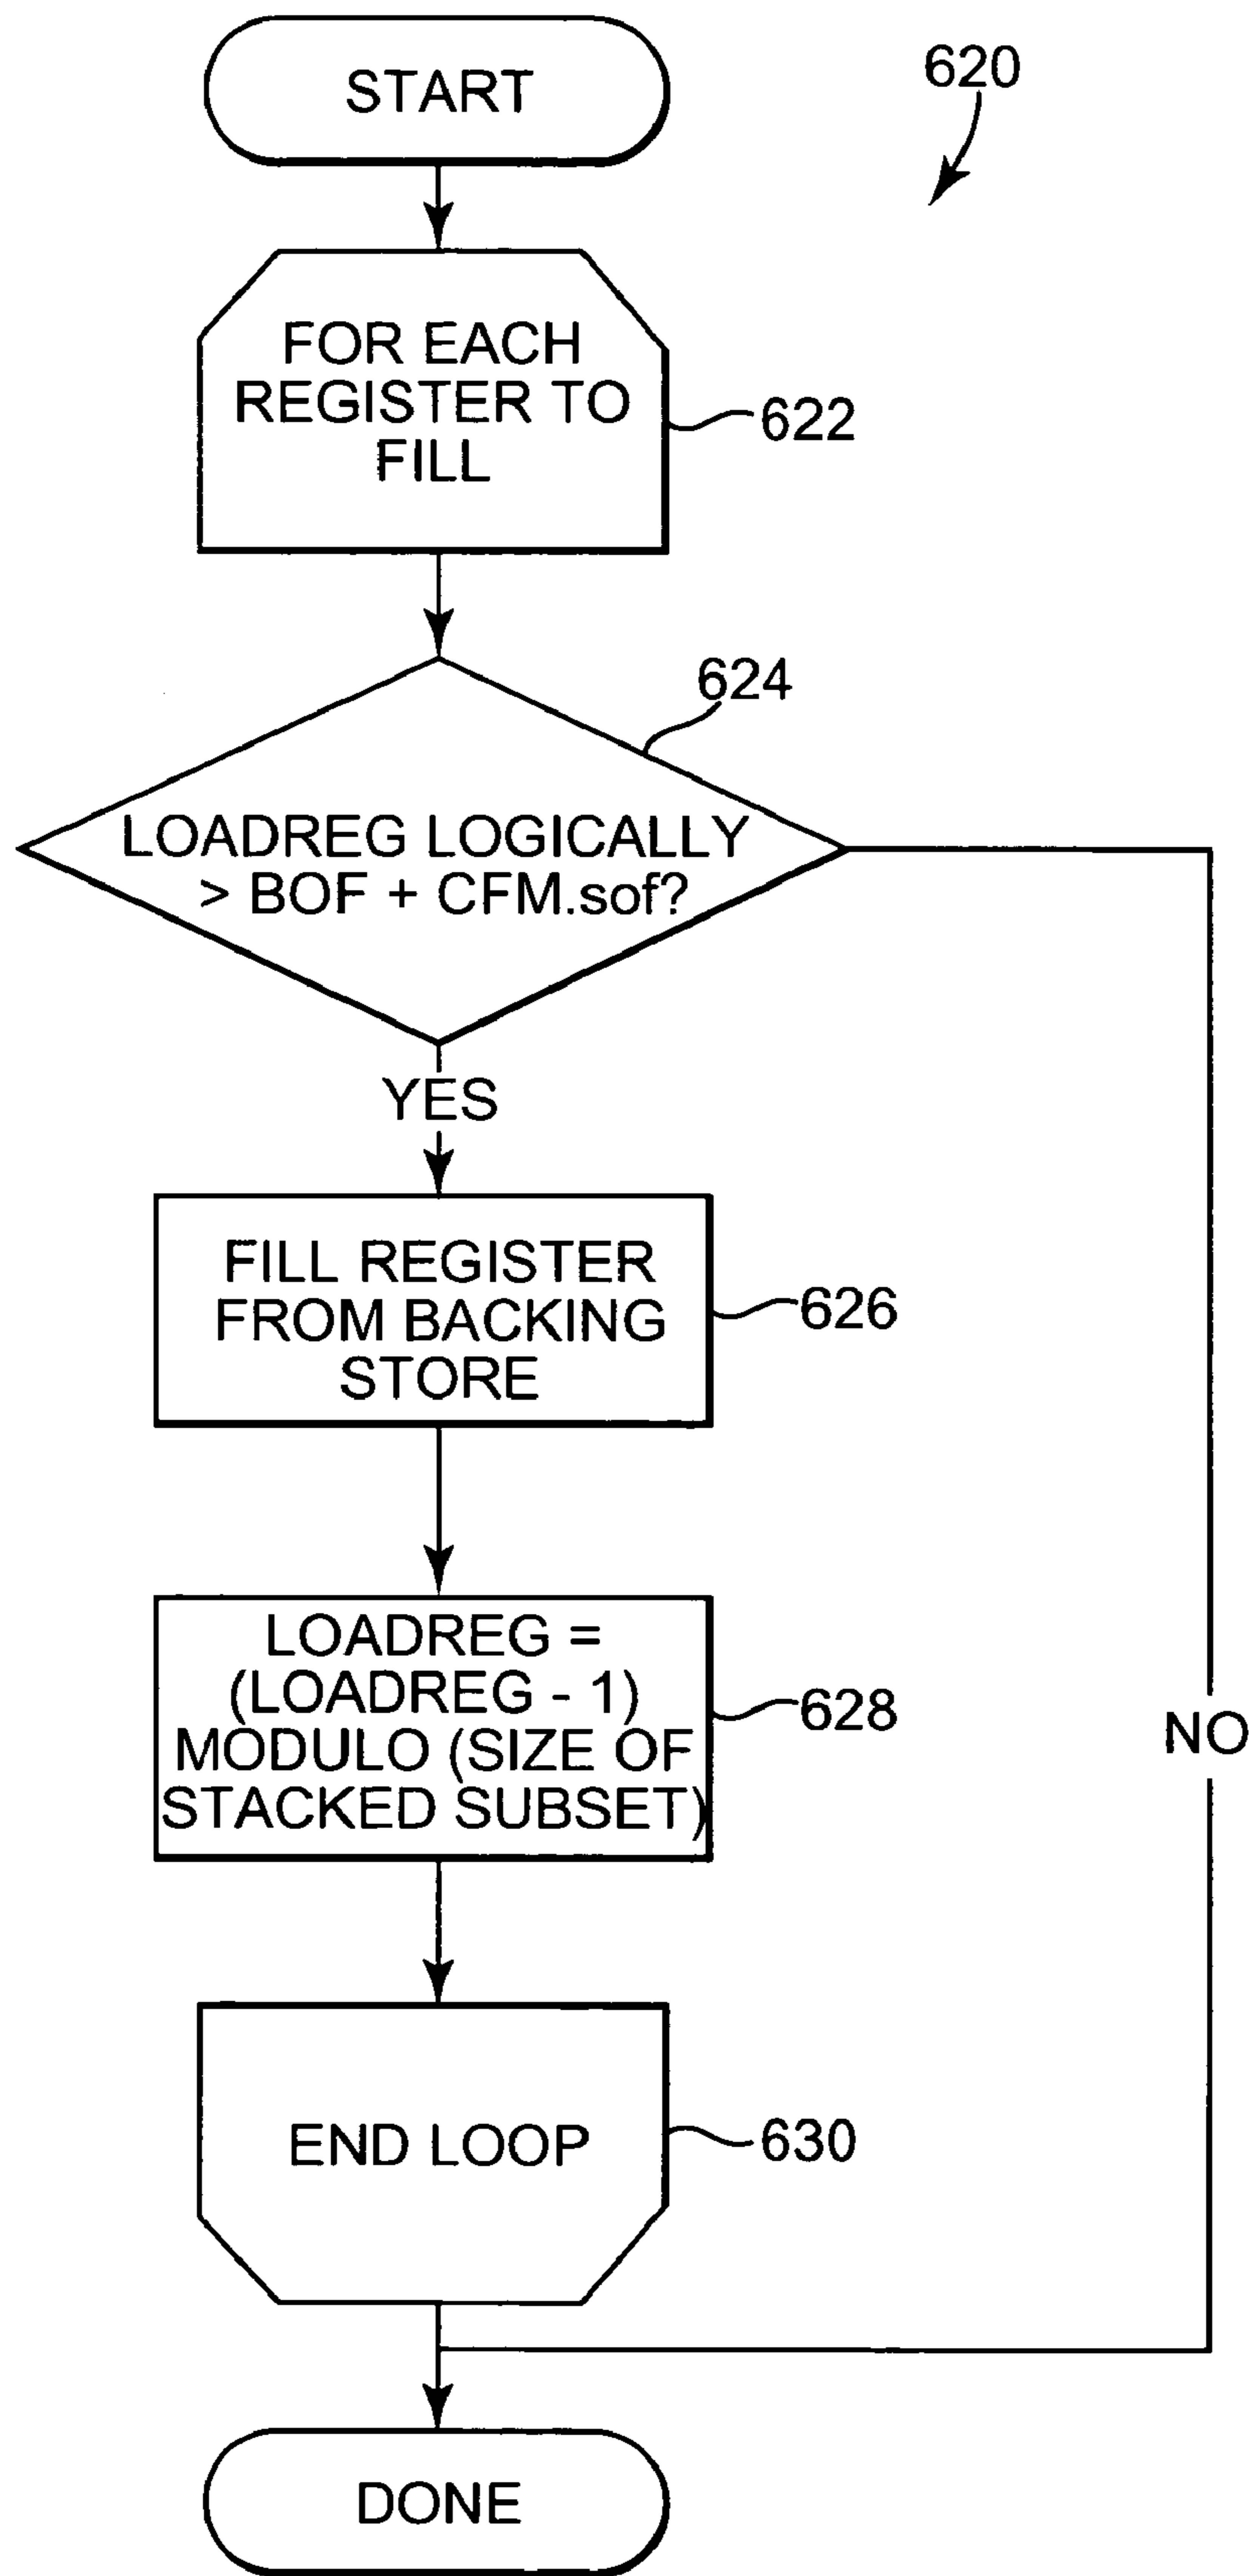 START
620
FOR EACH
REGISTER TO
FILL
622
624
LOADREG LOGICALLY
> BOF + CFM.sof?
YES
FILL REGISTER
FROM BACKING
STORE
626
LOADREG =
(LOADREG - 1)
MODULO (SIZE OF
STACKED SUBSET)
628
NO
END LOOP
630
DONE